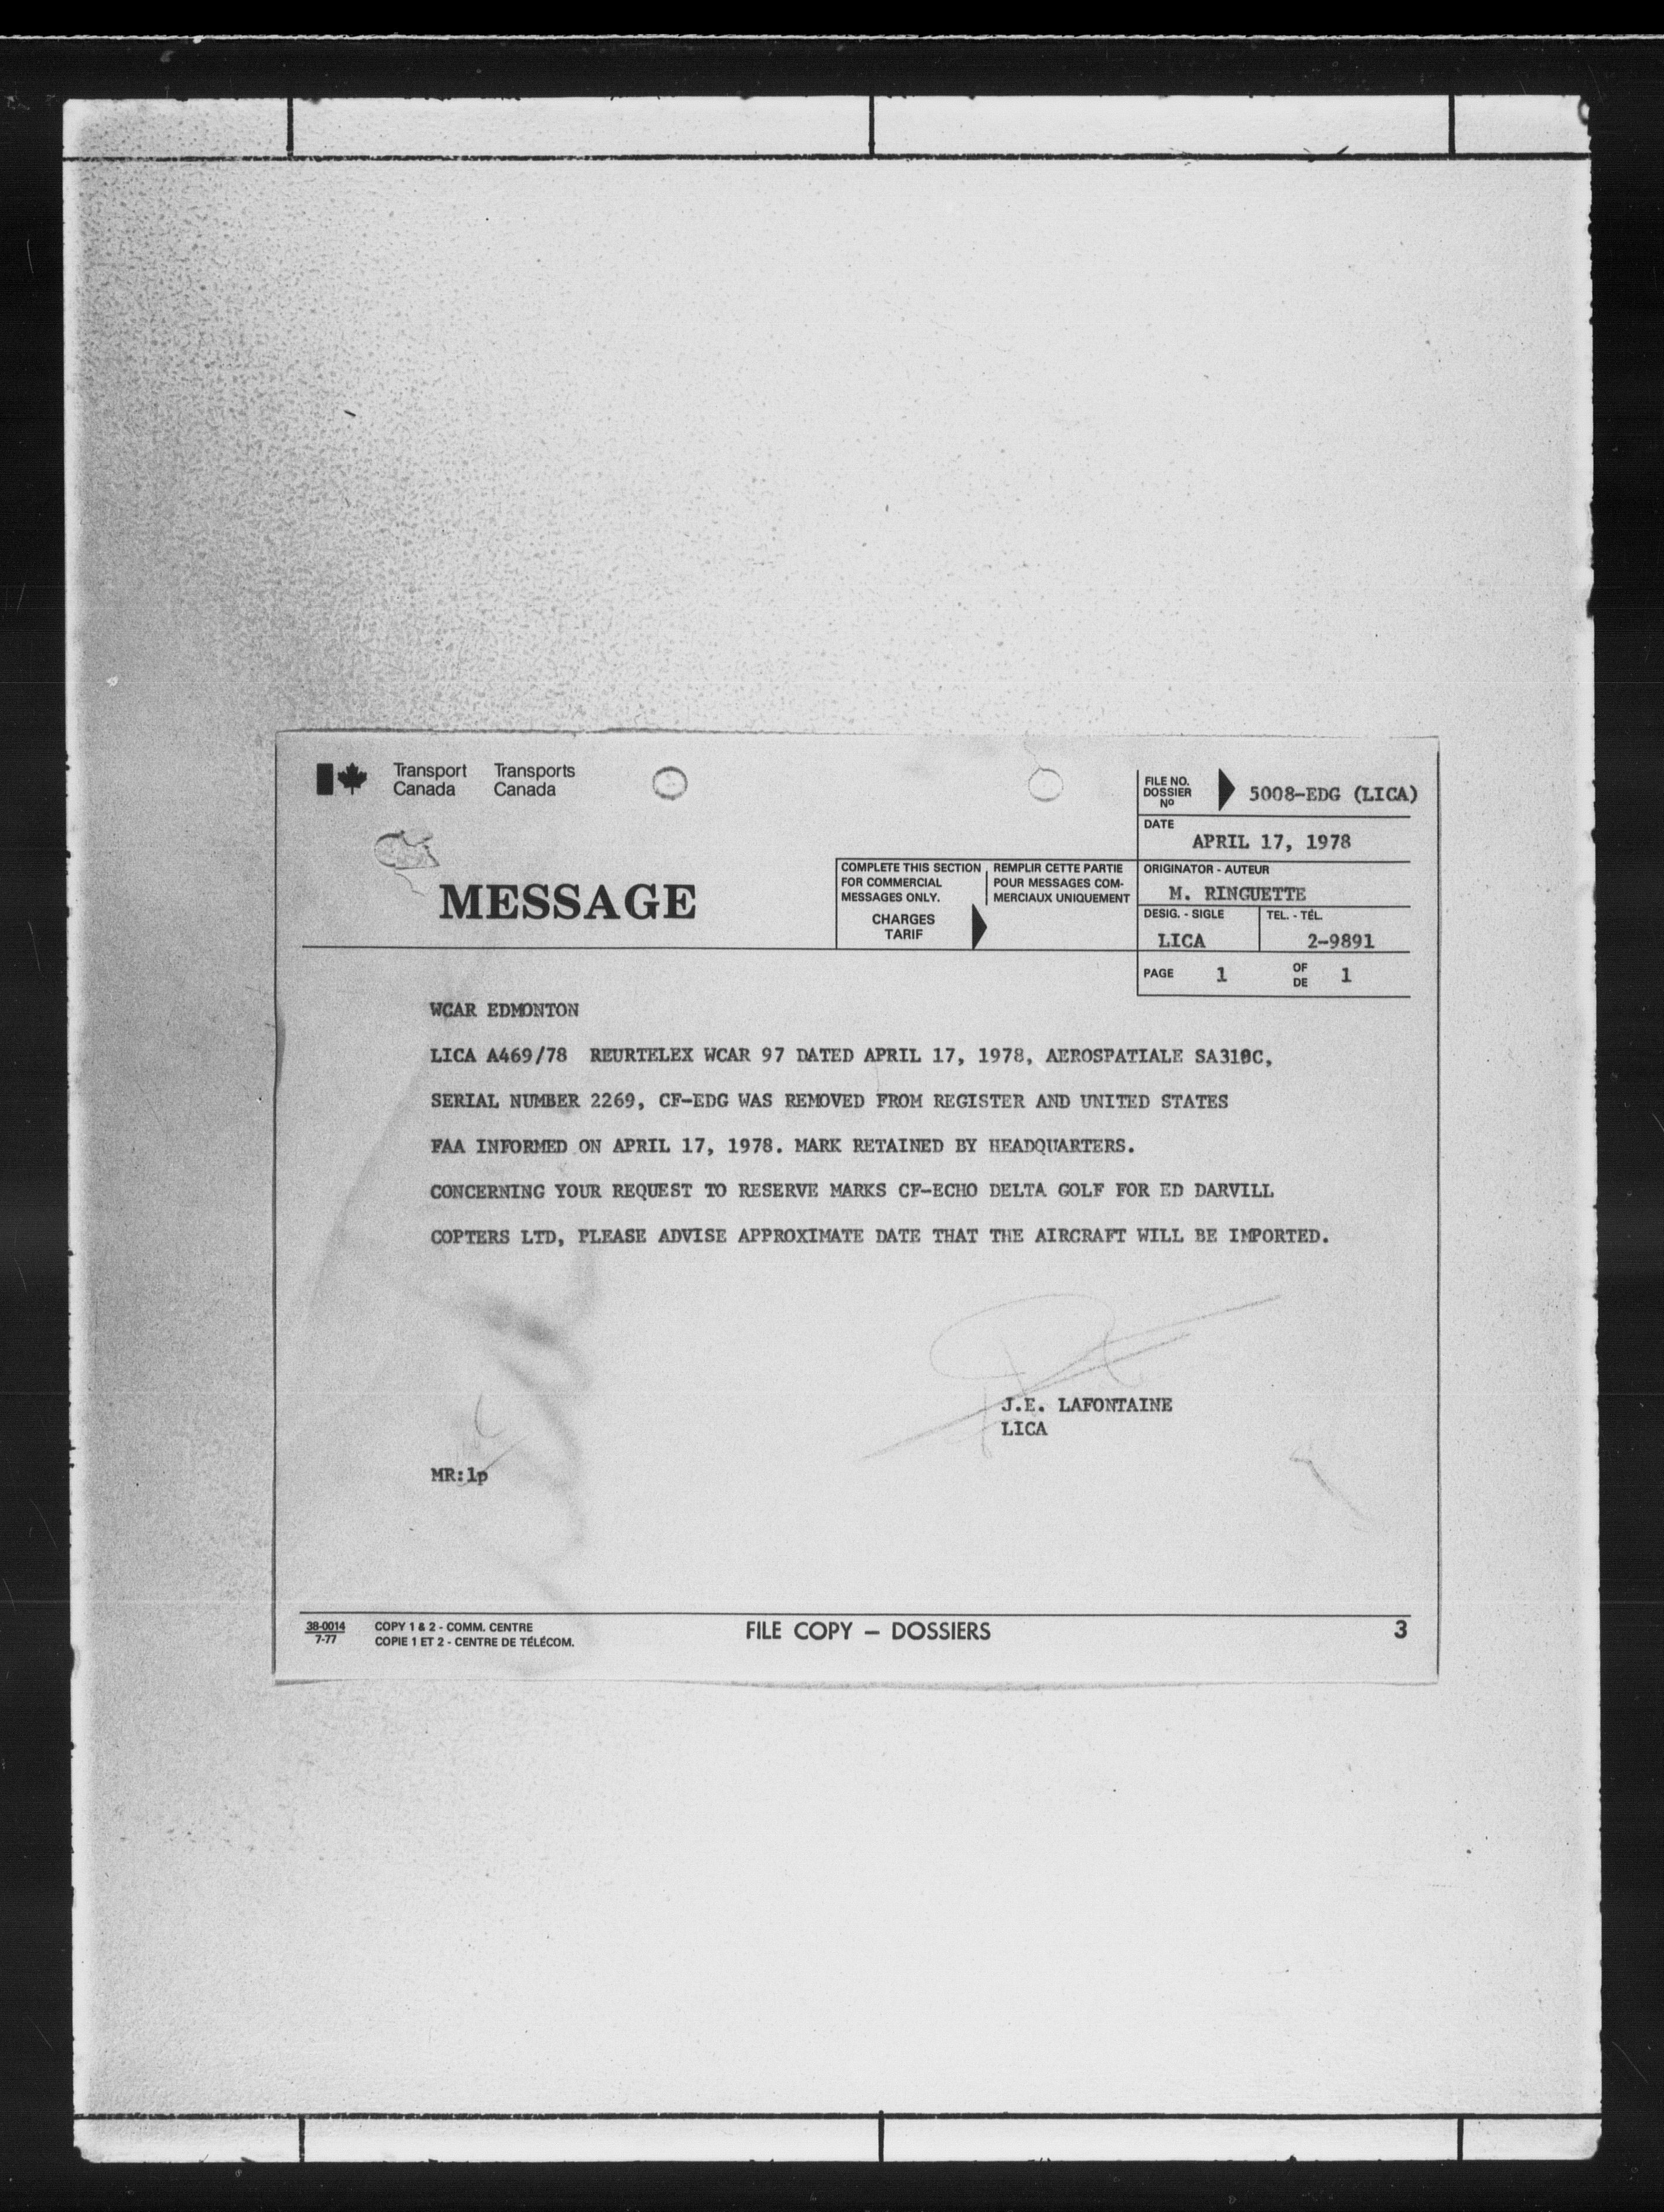 Transport Canada
Transports Canada
FILE NO.
DOSSIER
Nº
5008-EDG (LICA)
DATE
APRIL 17, 1978
MESSAGE
COMPLETE THIS SECTION
FOR COMMERCIAL
MESSAGES ONLY.
CHARGES
TARIF
REMPLIR CETTE PARTIE
POUR MESSAGES COM-
MERCIAUX UNIQUEMENT
ORIGINATOR - AUTEUR
M. RINGUETTE
DESIG. - SIGLE
LICA
TEL. - TÉL.
2-9891
PAGE 1 OF DE 1
WCAR EDMONTON
LICA A469/78 REURTELEX WCAR 97 DATED APRIL 17, 1978, AEROSPATIALE SA318C,
SERIAL NUMBER 2269, CF-EDG WAS REMOVED FROM REGISTER AND UNITED STATES
FAA INFORMED ON APRIL 17, 1978. MARK RETAINED BY HEADQUARTERS.
CONCERNING YOUR REQUEST TO RESERVE MARKS CF-ECHO DELTA GOLF FOR ED DARVILL
COPTERS LTD, PLEASE ADVISE APPROXIMATE DATE THAT THE AIRCRAFT WILL BE IMPORTED.
J.E. LAFONTAINE
LICA
MR:lp
38-0014
7-77
COPY 1 & 2 - COMM. CENTRE
COPIE 1 ET 2 - CENTRE DE TÉLÉCOM.
FILE COPY — DOSSIERS
3